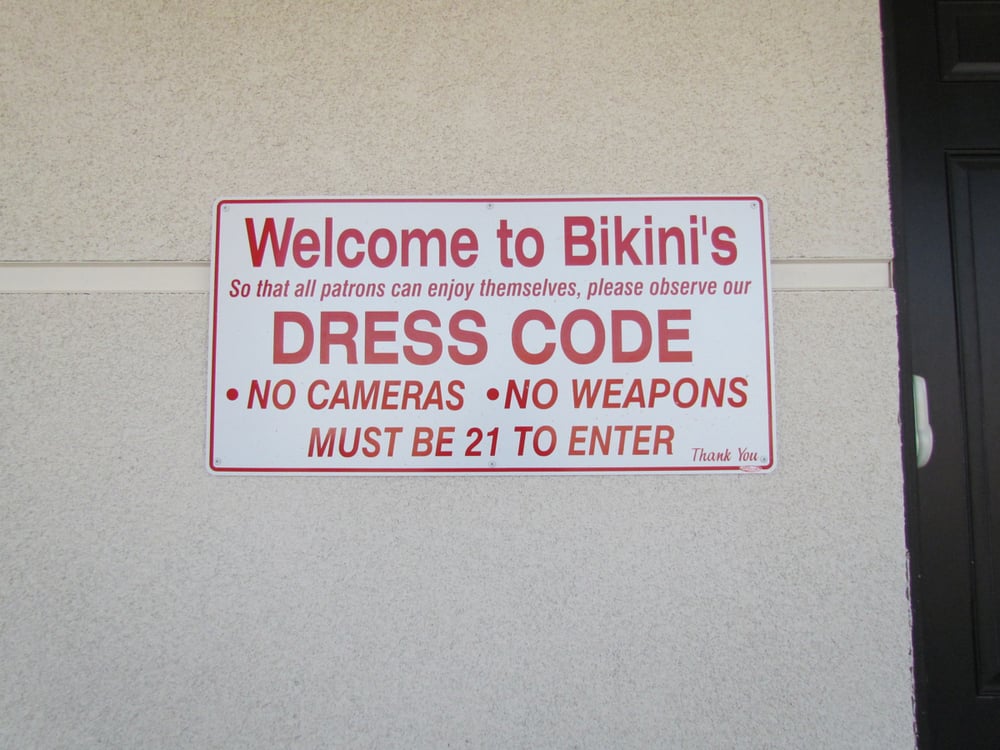 Welcome to Bikini's
So that all patrons can enjoy themselves, please observe our
DRESS CODE
• NO CAMERAS • NO WEAPONS
MUST BE 21 TO ENTER
Thank You